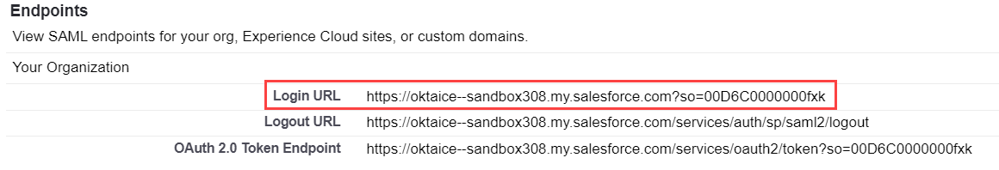 Endpoints
View SAML endpoints for your org, Experience Cloud sites, or custom domains.
Your Organization
Login URL https://oktaice--sandbox308.my.salesforce.com?so=00D6C0000000fxk
Logout URL https://oktaice--sandbox308.my.salesforce.com/services/auth/sp/saml2/logout
OAuth 2.0 Token Endpoint https://oktaice--sandbox308.my.salesforce.com/services/oauth2/token?so=00D6C0000000fxk